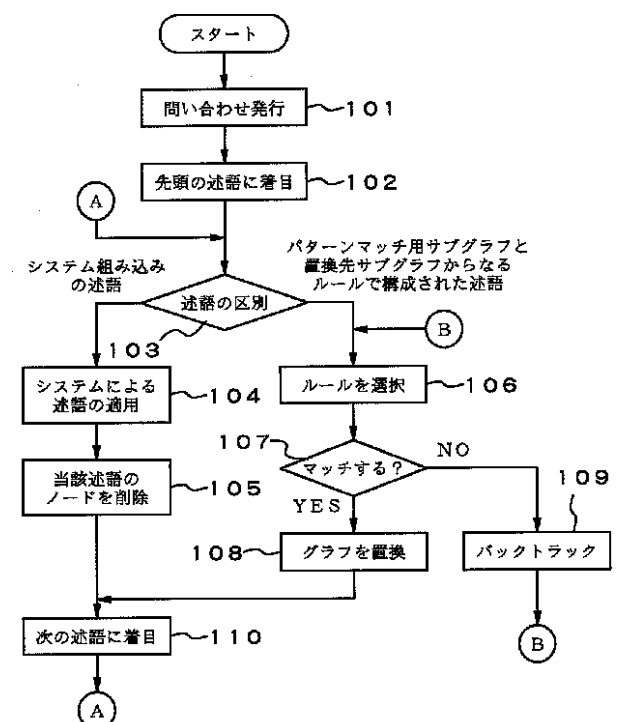 スタート
問い合わせ発行
101
先頭の述語に着目
102
A
システム組み込み
の述語
パターンマッチ用サブグラフと
置換先サブグラフからなる
ルールで構成された述語
述語の区別
103
B
システムによる
述語の適用
104
ルールを選択
106
107
マッチする?
NO
YES
当該述語の
ノードを削除
105
109
108
グラフを置換
バックトラック
次の述語に着目
110
B
A